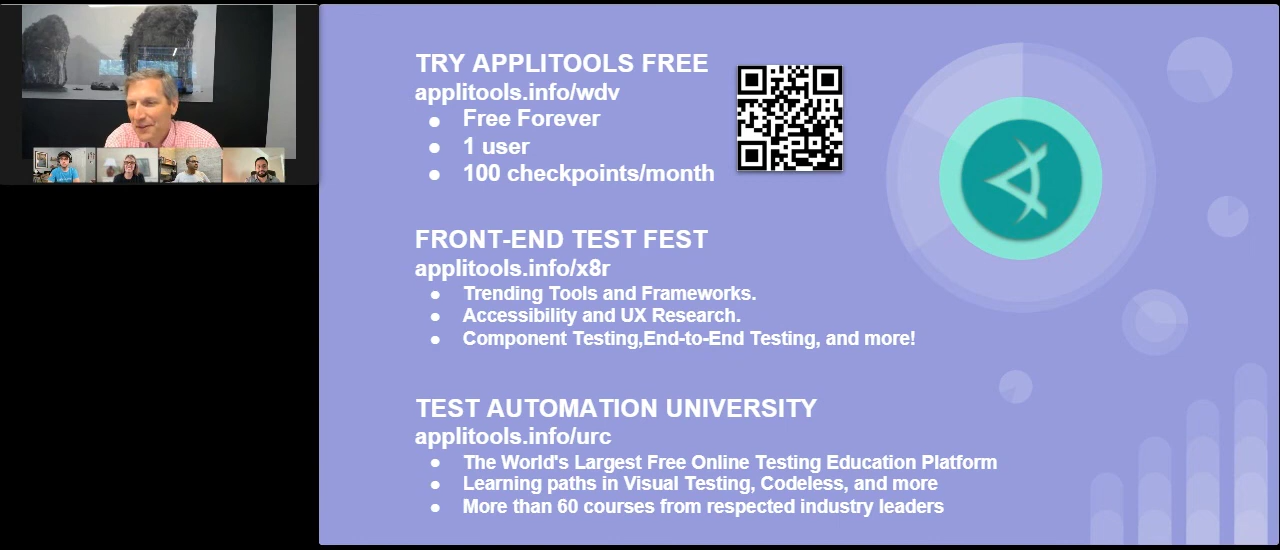 TRY APPLITOOLS FREE
applitools.info/wdv
● Free Forever
● 1 user
● 100 checkpoints/month
FRONT-END TEST FEST
applitools.info/x8r
● Trending Tools and Frameworks.
● Accessibility and UX Research.
● Component Testing,End-to-End Testing, and more!
TEST AUTOMATION UNIVERSITY
applitools.info/urc
● The World's Largest Free Online Testing Education Platform
● Learning paths in Visual Testing, Codeless, and more
● More than 60 courses from respected industry leaders